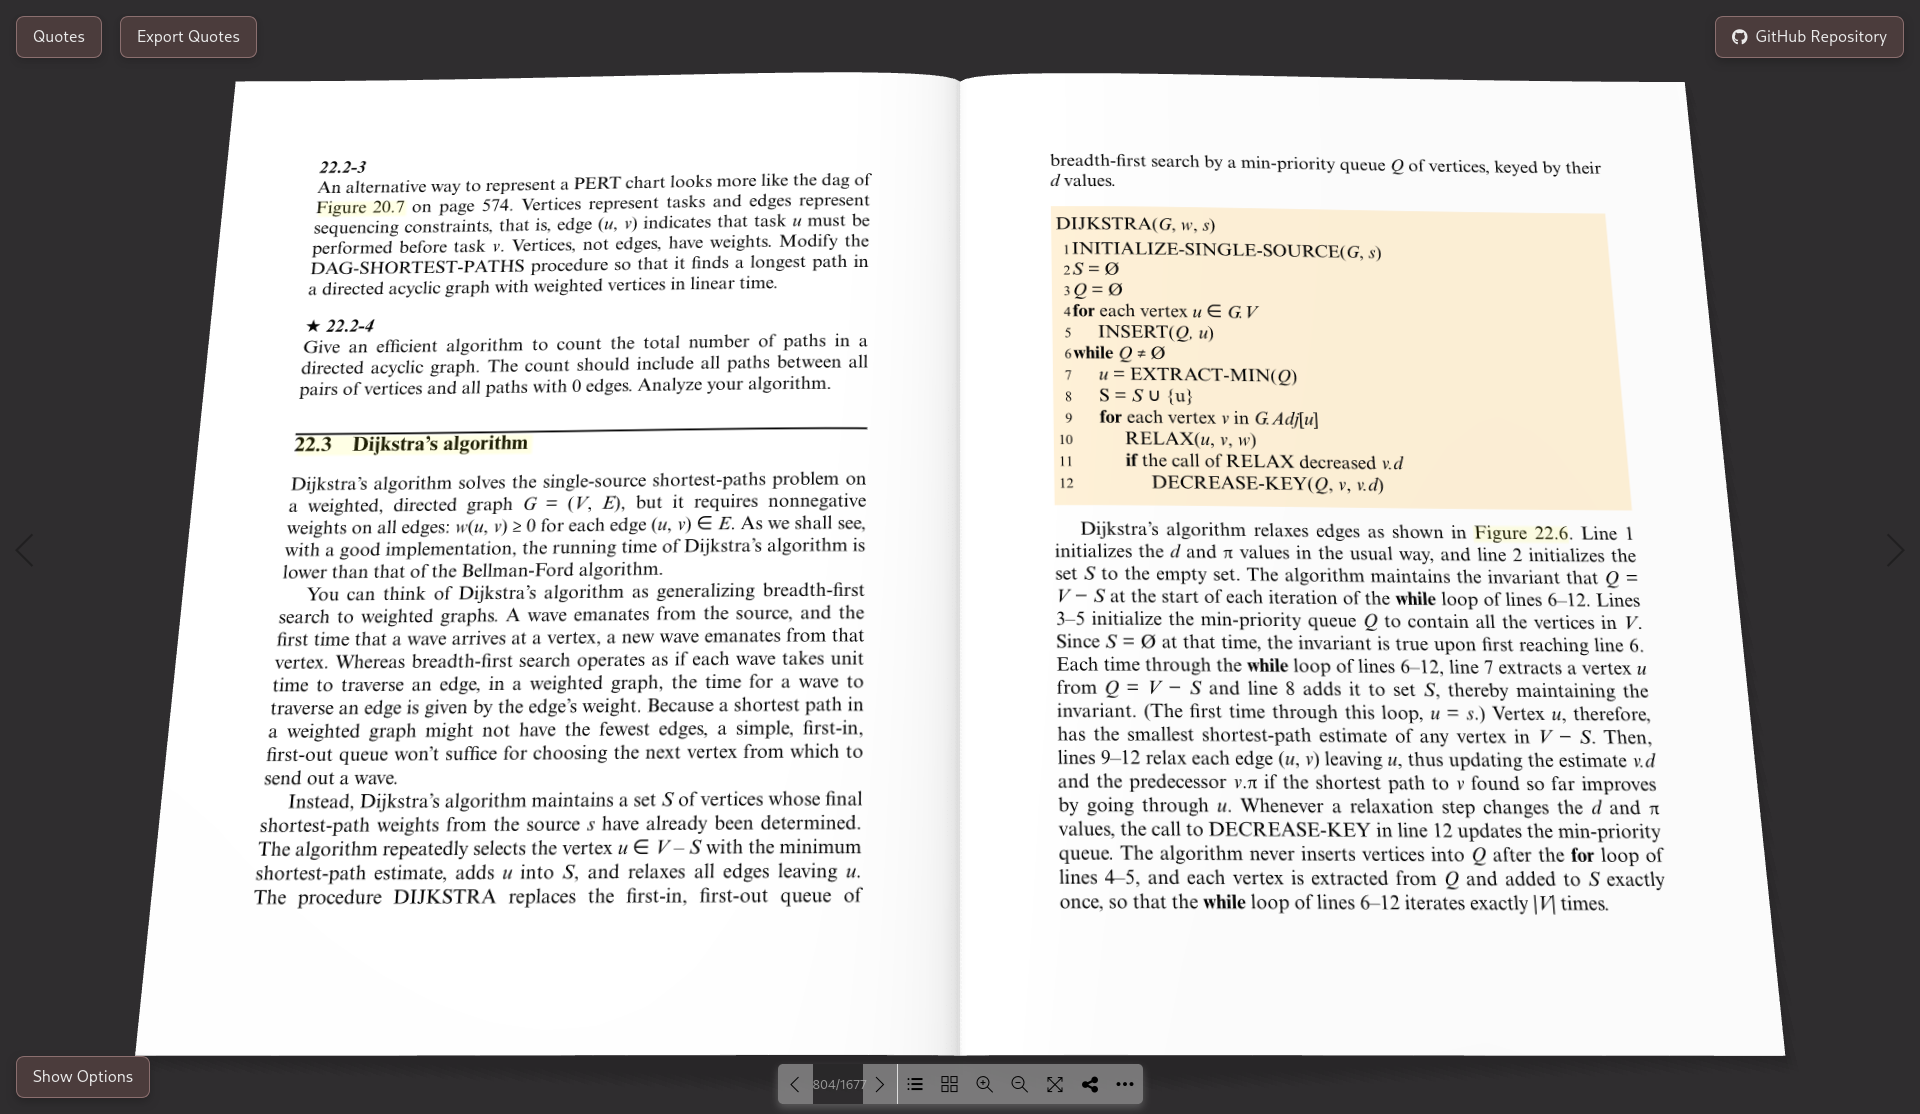 Quotes
Export Quotes
GitHub Repository
22.2-3
An alternative way to represent a PERT chart looks more like the dag of
Figure 20.7 on page 574. Vertices represent tasks and edges represent
sequencing constraints, that is, edge (u, v) indicates that task u must be
performed before task v. Vertices, not edges, have weights. Modify the
DAG-SHORTEST-PATHS procedure so that it finds a longest path in
a directed acyclic graph with weighted vertices in linear time.
★ 22.2-4
Give an efficient algorithm to count the total number of paths in a
directed acyclic graph. The count should include all paths between all
pairs of vertices and all paths with 0 edges. Analyze your algorithm.
22.3 Dijkstra’s algorithm
Dijkstra’s algorithm solves the single-source shortest-paths problem on
a weighted, directed graph G = (V, E), but it requires nonnegative
weights on all edges: w(u, v) ≥ 0 for each edge (u, v) ∈ E. As we shall see,
with a good implementation, the running time of Dijkstra’s algorithm is
lower than that of the Bellman-Ford algorithm.
You can think of Dijkstra’s algorithm as generalizing breadth-first
search to weighted graphs. A wave emanates from the source, and the
first time that a wave arrives at a vertex, a new wave emanates from that
vertex. Whereas breadth-first search operates as if each wave takes unit
time to traverse an edge, in a weighted graph, the time for a wave to
traverse an edge is given by the edge’s weight. Because a shortest path in
a weighted graph might not have the fewest edges, a simple, first-in,
first-out queue won’t suffice for choosing the next vertex from which to
send out a wave.
Instead, Dijkstra’s algorithm maintains a set S of vertices whose final
shortest-path weights from the source s have already been determined.
The algorithm repeatedly selects the vertex u ∈ V – S with the minimum
shortest-path estimate, adds u into S, and relaxes all edges leaving u.
The procedure DIJKSTRA replaces the first-in, first-out queue of
breadth-first search by a min-priority queue Q of vertices, keyed by their
d values.
DIJKSTRA(G, w, s)
1 INITIALIZE-SINGLE-SOURCE(G, s)
2 S = Ø
3 Q = Ø
4 for each vertex u ∈ G.V
5 INSERT(Q, u)
6 while Q ≠ Ø
7 u = EXTRACT-MIN(Q)
8 S = S ∪ {u}
9 for each vertex v in G.Adj[u]
10 RELAX(u, v, w)
11 if the call of RELAX decreased v.d
12 DECREASE-KEY(Q, v, v.d)
Dijkstra’s algorithm relaxes edges as shown in Figure 22.6. Line 1
initializes the d and π values in the usual way, and line 2 initializes the
set S to the empty set. The algorithm maintains the invariant that Q =
V − S at the start of each iteration of the while loop of lines 6–12. Lines
3–5 initialize the min-priority queue Q to contain all the vertices in V.
Since S = Ø at that time, the invariant is true upon first reaching line 6.
Each time through the while loop of lines 6–12, line 7 extracts a vertex u
from Q = V − S and line 8 adds it to set S, thereby maintaining the
invariant. (The first time through this loop, u = s.) Vertex u, therefore,
has the smallest shortest-path estimate of any vertex in V − S. Then,
lines 9–12 relax each edge (u, v) leaving u, thus updating the estimate v.d
and the predecessor v.π if the shortest path to v found so far improves
by going through u. Whenever a relaxation step changes the d and π
values, the call to DECREASE-KEY in line 12 updates the min-priority
queue. The algorithm never inserts vertices into Q after the for loop of
lines 4–5, and each vertex is extracted from Q and added to S exactly
once, so that the while loop of lines 6–12 iterates exactly |V| times.
Show Options
804/1677